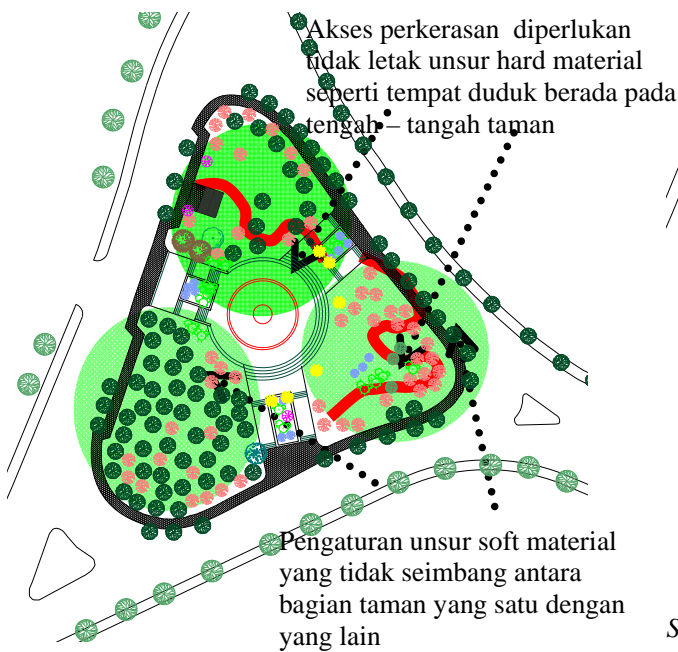 Akses perkerasan diperlukan
tidak letak unsur hard material
seperti tempat duduk berada pada
tengah – tangah taman
Pengaturan unsur soft material
yang tidak seimbang antara
bagian taman yang satu dengan
yang lain
S